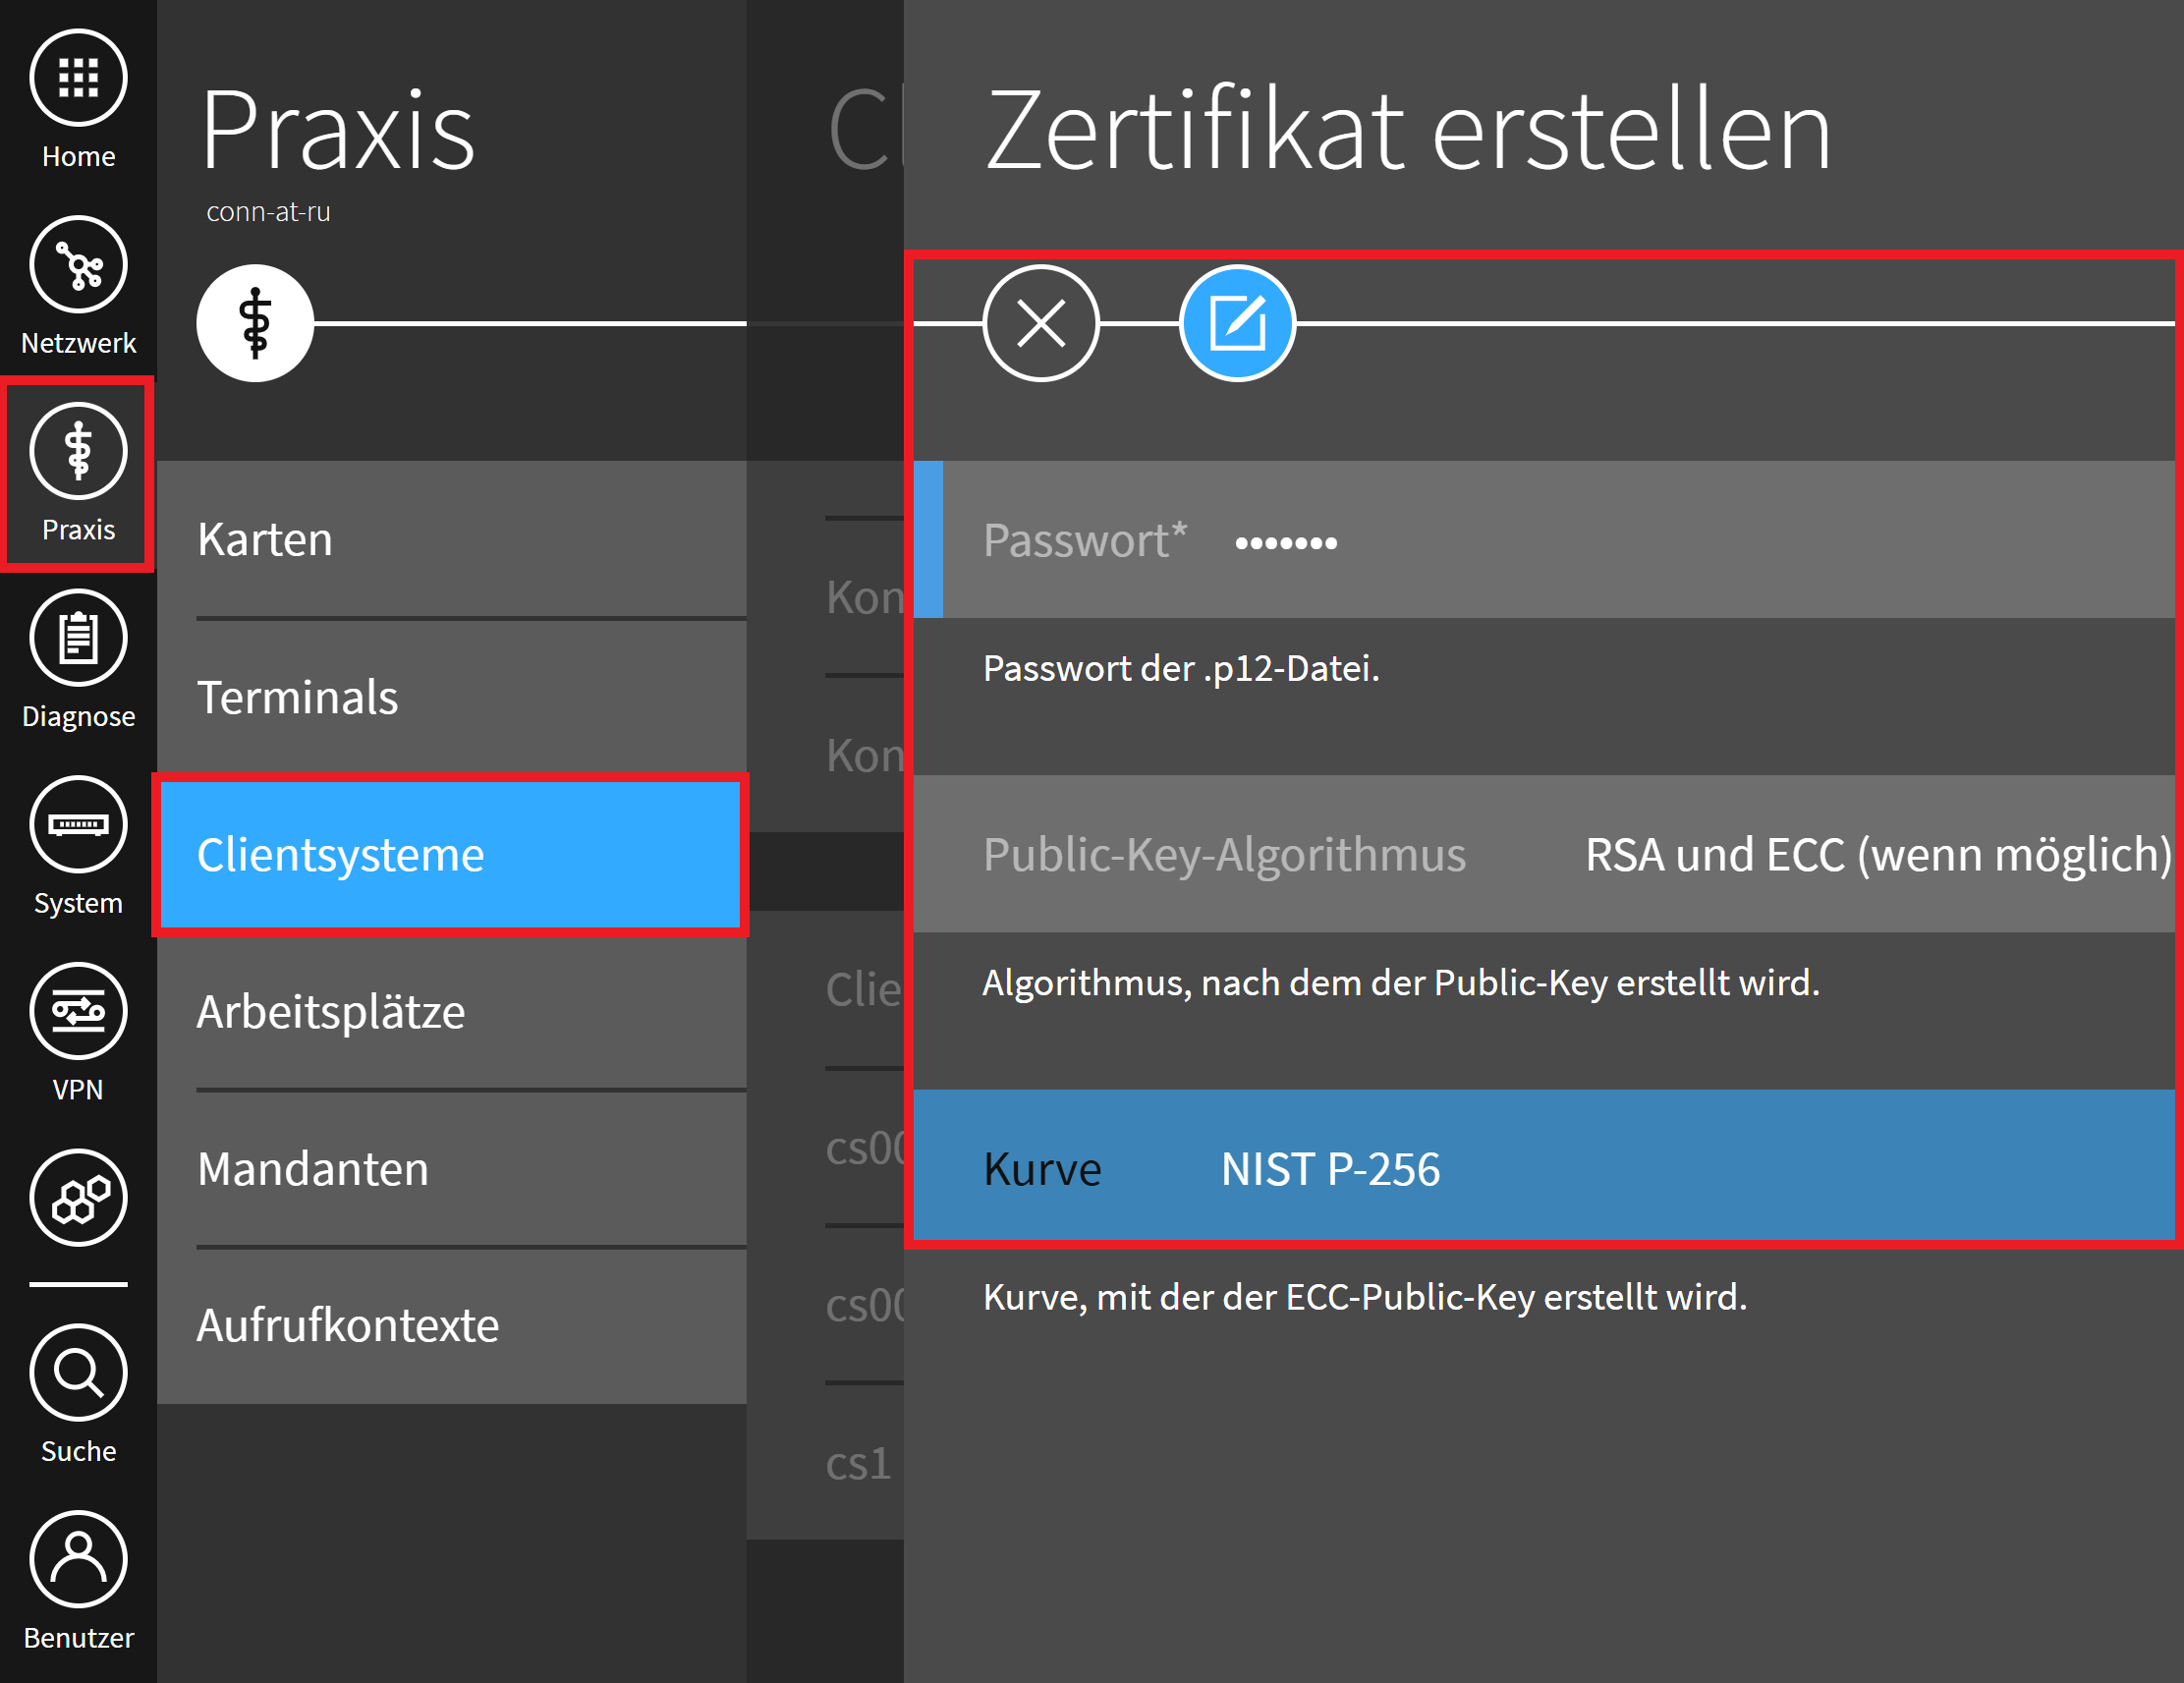 Home
Netzwerk
Praxis
Diagnose
System
VPN
Suche
Benutzer
Praxis
conn-at-ru
Karten
Terminals
Clientsysteme
Arbeitsplätze
Mandanten
Aufrufkontexte
Kon
Kon
Clie
cs00
cs00
cs1
Zertifikat erstellen
Passwort* •••••••
Passwort der .p12-Datei.
Public-Key-Algorithmus RSA und ECC (wenn möglich)
Algorithmus, nach dem der Public-Key erstellt wird.
Kurve NIST P-256
Kurve, mit der der ECC-Public-Key erstellt wird.